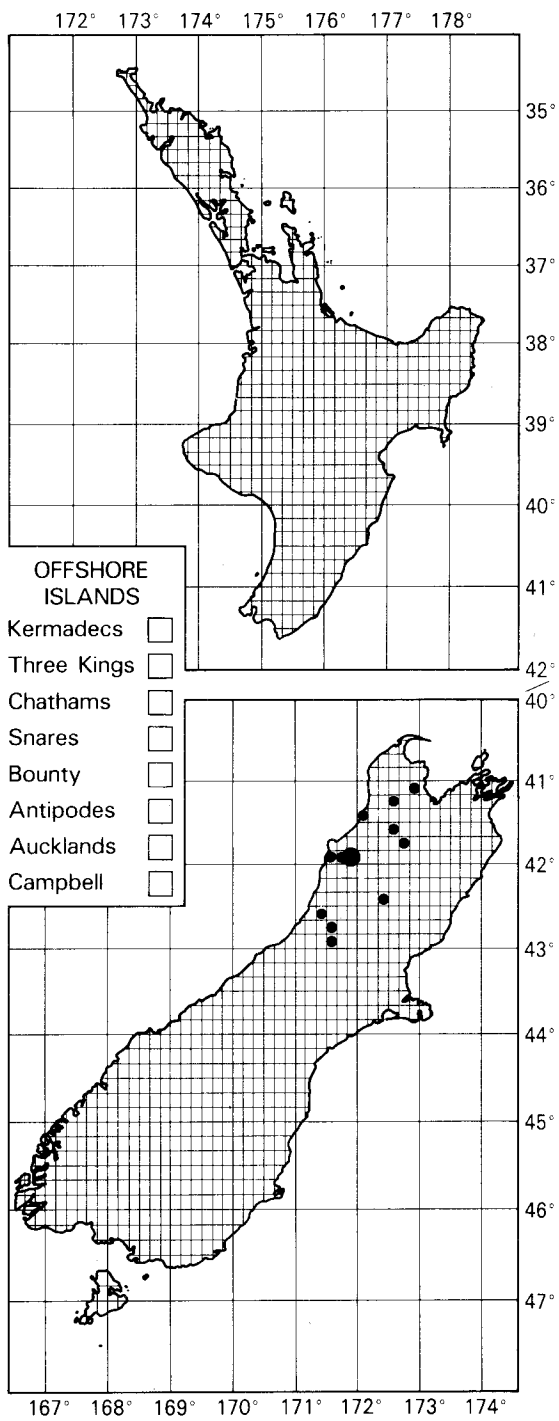 172° 173° 174° 175° 176° 177° 178°
35°
36°
37°
38°
39°
40°
41°
42°
OFFSHORE
ISLANDS
Kermadecs
Three Kings
Chathams
Snares
Bounty
Antipodes
Aucklands
Campbell
40°
41°
42°
43°
44°
45°
46°
47°
167° 168° 169° 170° 171° 172° 173° 174°